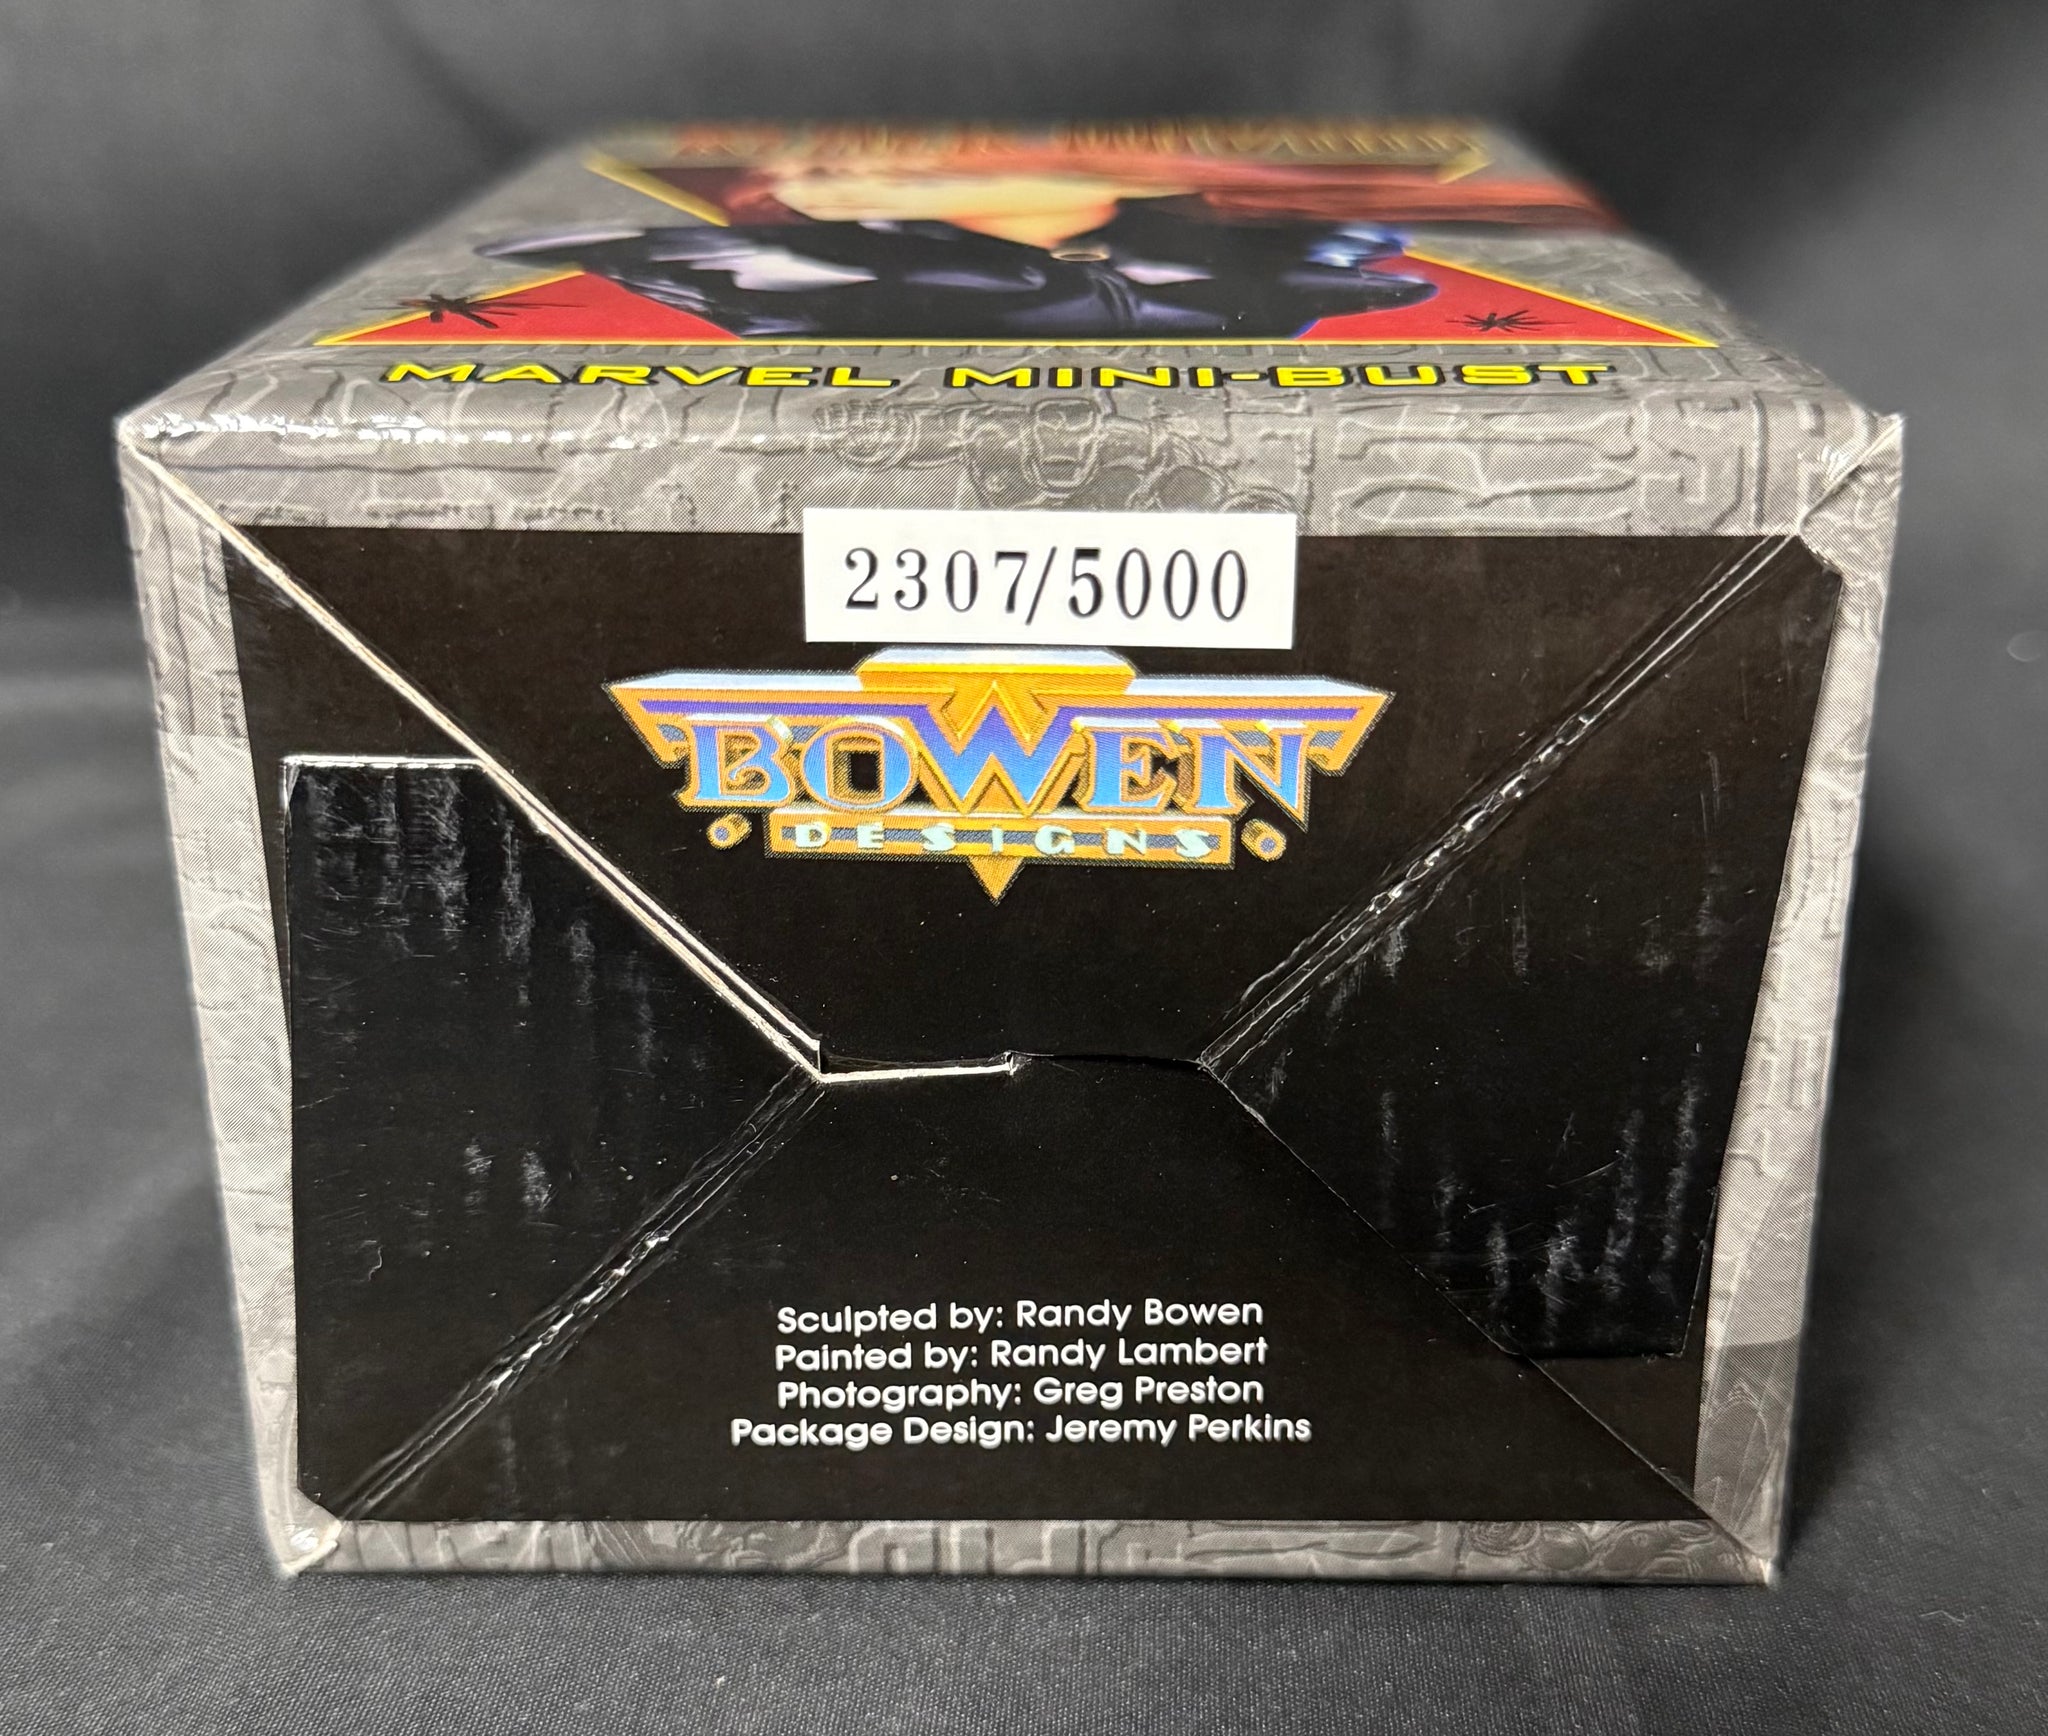 MARVEL MINI-BUST
2307/5000
BOWEN
DESIGNS
Sculpted by: Randy Bowen
Painted by: Randy Lambert
Photography: Greg Preston
Package Design: Jeremy Perkins